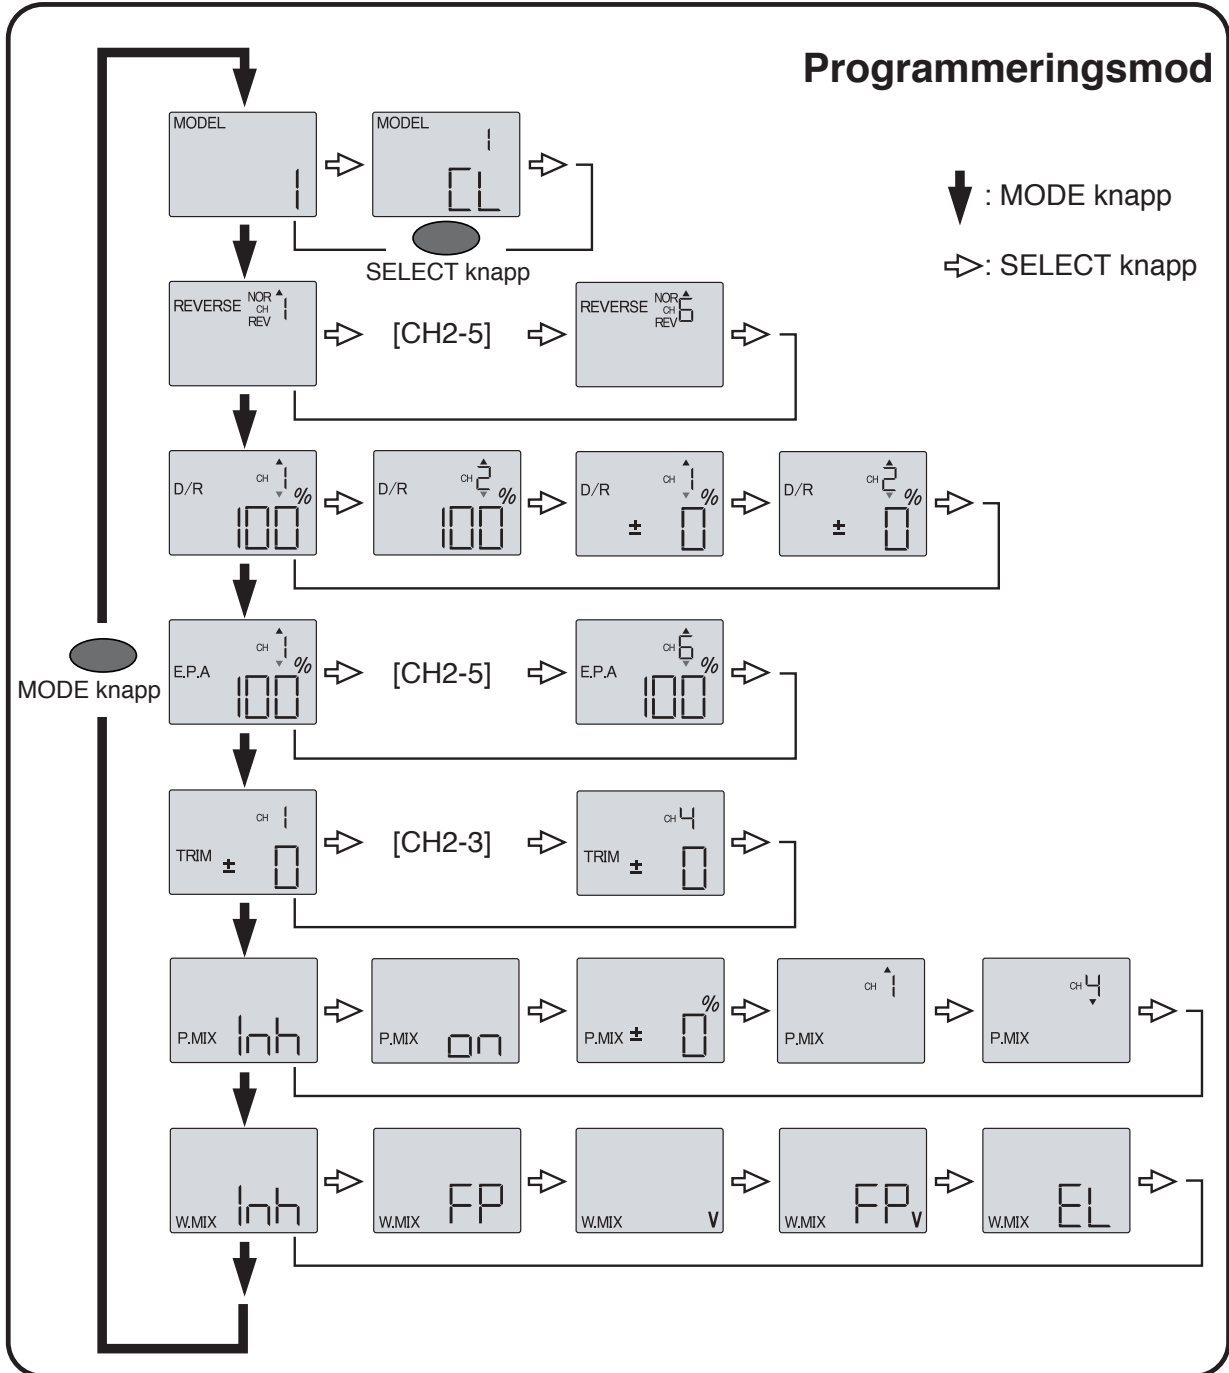 Programmeringsmod
: MODE knapp
: SELECT knapp
MODEL
1
MODEL
1
CL
SELECT knapp
REVERSE NOR CH REV 1
[CH2-5]
REVERSE NOR CH REV 6
D/R CH 1 %
100
D/R CH 2 %
100
D/R CH 1 %
± 0
D/R CH 2 %
± 0
MODE knapp
E.P.A CH 1 %
100
[CH2-5]
E.P.A CH 6 %
100
CH 1
TRIM ± 0
[CH2-3]
CH 4
TRIM ± 0
P.MIX Inh
P.MIX on
%
P.MIX ± 0
CH 1
P.MIX
CH 4
P.MIX
W.MIX Inh
W.MIX FP
W.MIX V
W.MIX FP V
W.MIX EL